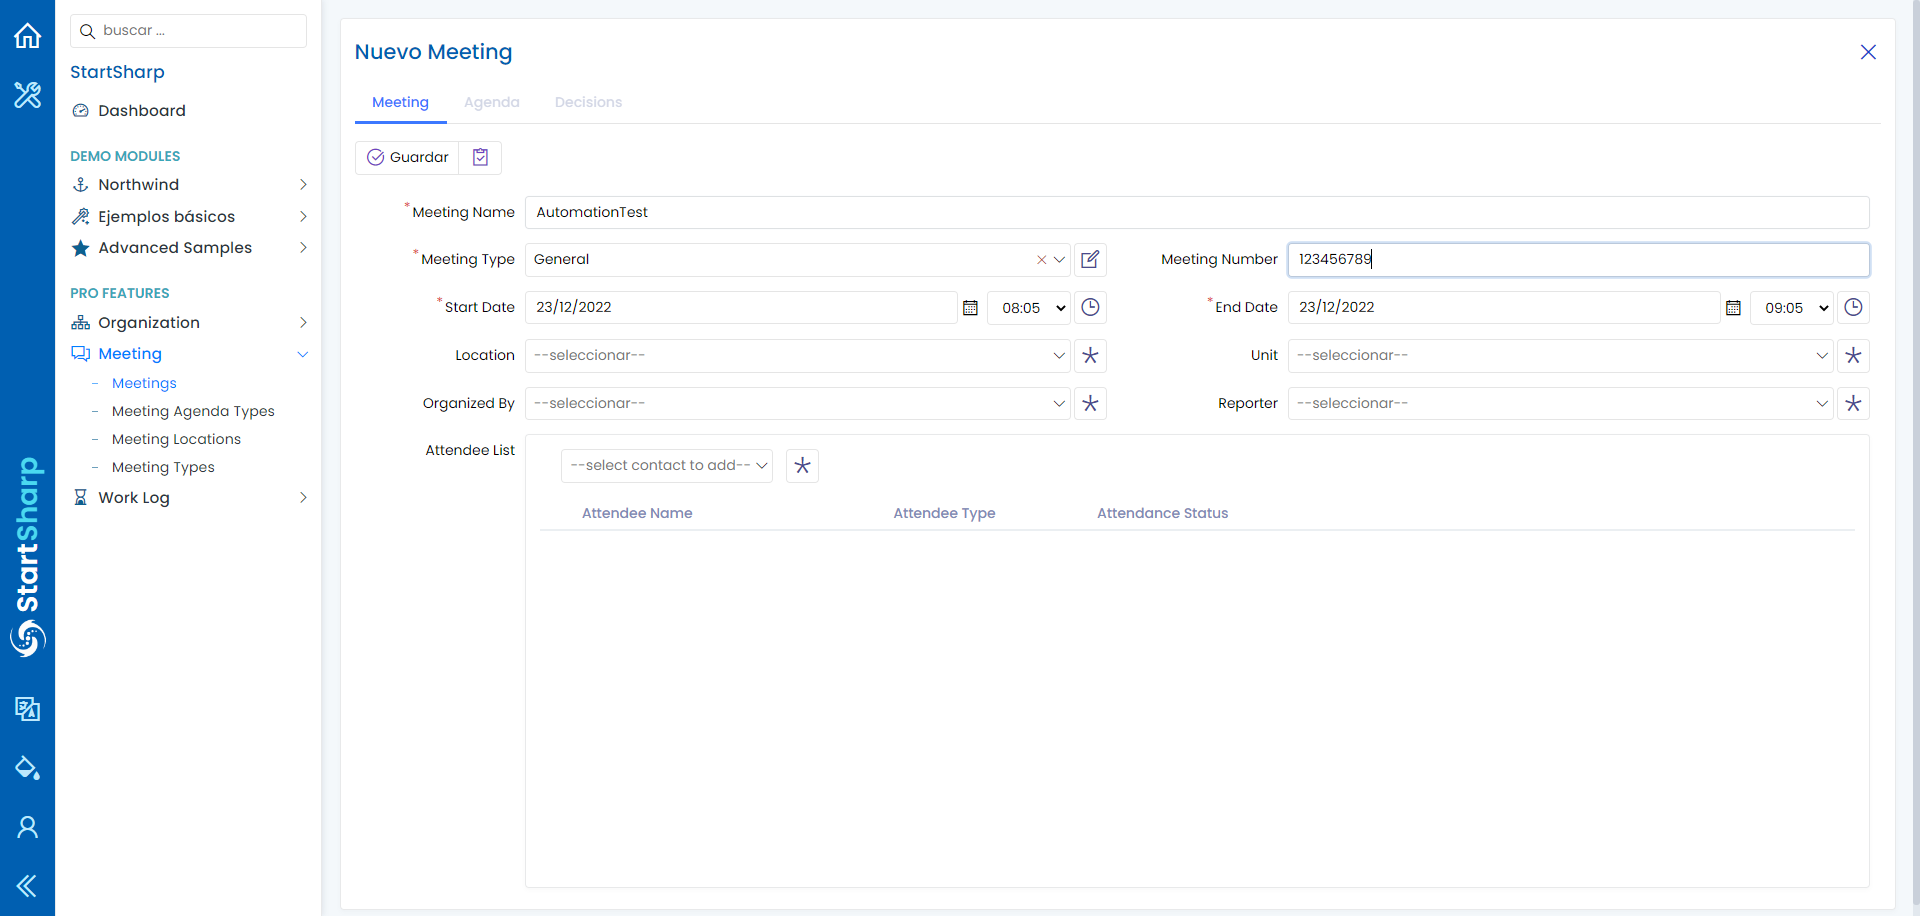 buscar ...
StartSharp
Dashboard
DEMO MODULES
Northwind
Ejemplos básicos
Advanced Samples
PRO FEATURES
Organization
Meeting
- Meetings
- Meeting Agenda Types
- Meeting Locations
- Meeting Types
Work Log
StartSharp
Nuevo Meeting
Meeting Agenda Decisions
Guardar
*Meeting Name AutomationTest
*Meeting Type General Meeting Number 123456789
*Start Date 23/12/2022 08:05 *End Date 23/12/2022 09:05
Location --seleccionar-- Unit --seleccionar--
Organized By --seleccionar-- Reporter --seleccionar--
Attendee List
--select contact to add--
Attendee Name Attendee Type Attendance Status